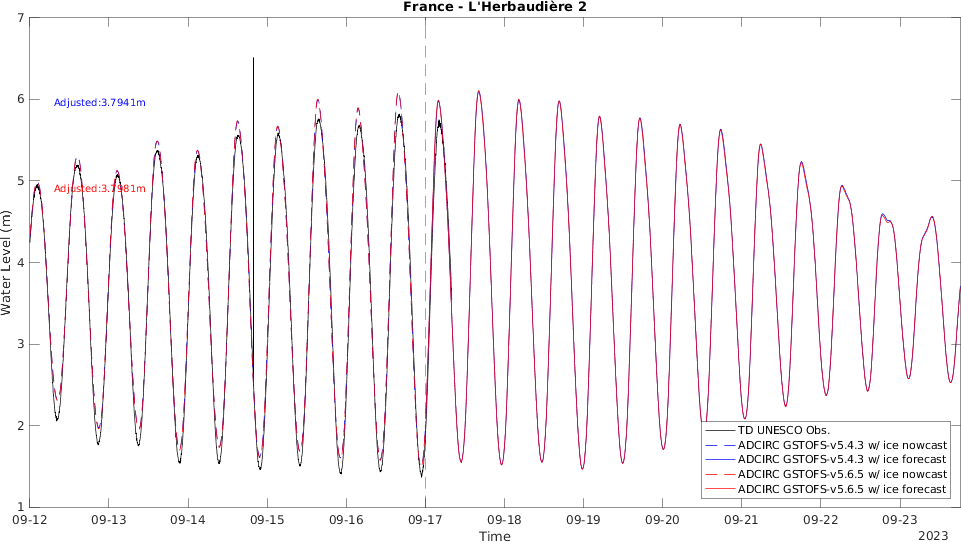 France - L'Herbaudière 2
7
6
5
4
3
2
1
Water Level (m)
Adjusted:3.7941m
Adjusted:3.7981m
TD UNESCO Obs.
ADCIRC GSTOFS-v5.4.3 w/ ice nowcast
ADCIRC GSTOFS-v5.4.3 w/ ice forecast
ADCIRC GSTOFS-v5.6.5 w/ ice nowcast
ADCIRC GSTOFS-v5.6.5 w/ ice forecast
09-12 09-13 09-14 09-15 09-16 09-17 09-18 09-19 09-20 09-21 09-22 09-23
Time
2023